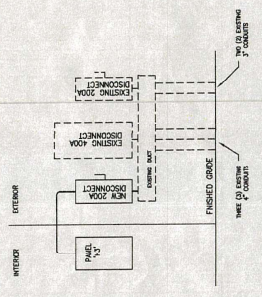 INTERIOR
EXTERIOR
PANEL
NEW 200A
DISCONNECT
EXISTING 400A
DISCONNECT
EXISTING 200A
DISCONNECT
EXISTING DUCT
FINISHED GRADE
THREE (3) EXISTING
4" CONDUITS
TWO (2) EXISTING
3" CONDUITS